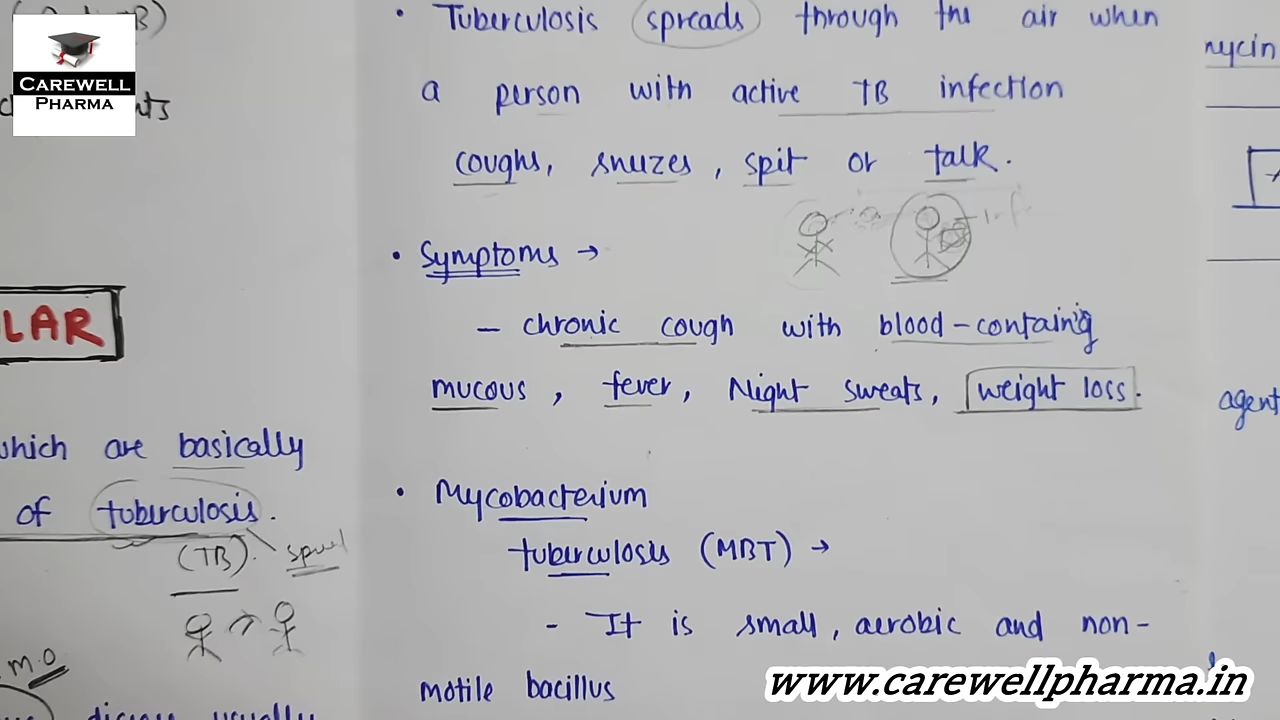 CAREWELL
PHARMA
LAR
which are basically
of tuberculosis.
(TB)
M.O
• Tuberculosis spreads through the air when
a person with active TB infection
coughs, snuzes, spit or talk.
• Symptoms →
- chronic cough with blood-containing
mucous, fever, Night sweats, weight loss.
• Mycobacterium
tuberculosis (MBT) →
- It is small, aerobic and non-
motile bacillus
agent
www.carewellpharma.in